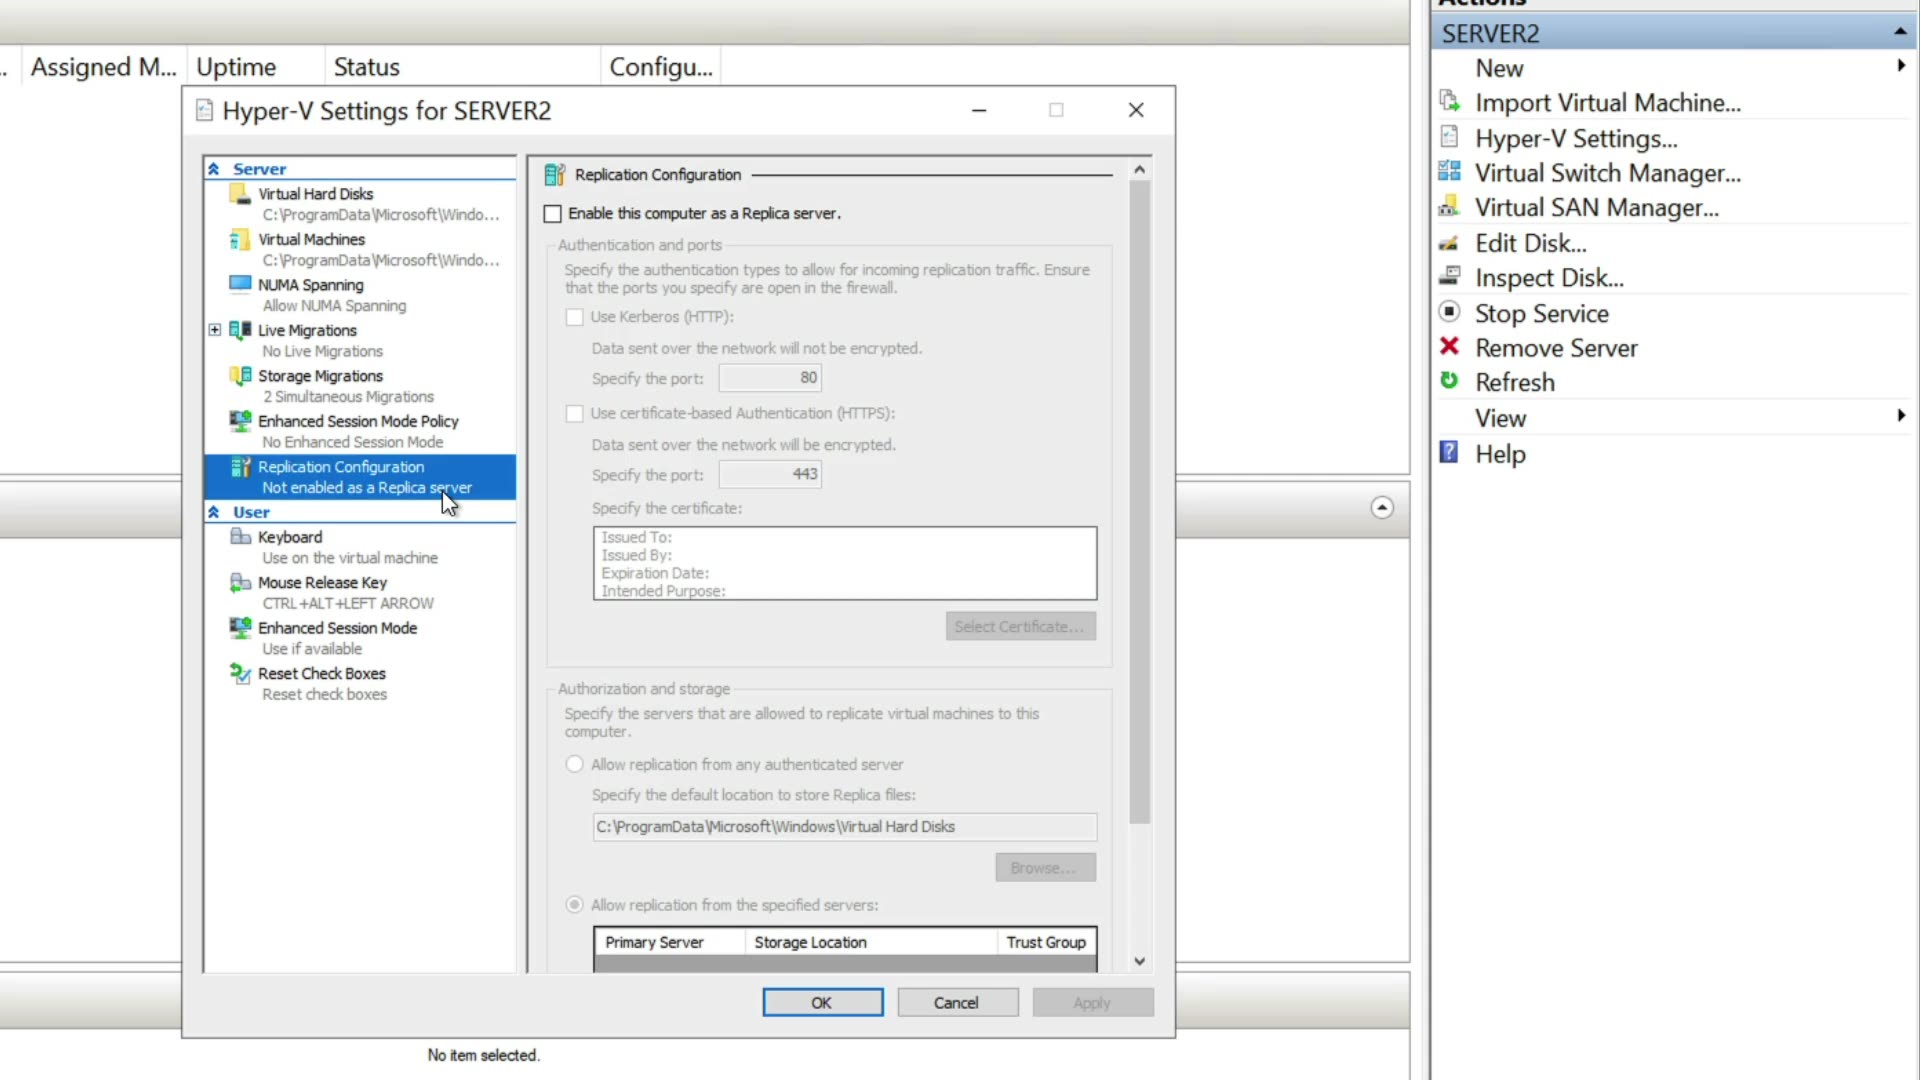 Actions
SERVER2
New
Import Virtual Machine...
Hyper-V Settings...
Virtual Switch Manager...
Virtual SAN Manager...
Edit Disk...
Inspect Disk...
Stop Service
Remove Server
Refresh
View
Help
... Assigned M... Uptime Status Configu...
Hyper-V Settings for SERVER2
Server
Virtual Hard Disks
C:\ProgramData\Microsoft\Windo...
Virtual Machines
C:\ProgramData\Microsoft\Windo...
NUMA Spanning
Allow NUMA Spanning
Live Migrations
No Live Migrations
Storage Migrations
2 Simultaneous Migrations
Enhanced Session Mode Policy
No Enhanced Session Mode
Replication Configuration
Not enabled as a Replica server
User
Keyboard
Use on the virtual machine
Mouse Release Key
CTRL+ALT+LEFT ARROW
Enhanced Session Mode
Use if available
Reset Check Boxes
Reset check boxes
Replication Configuration
Enable this computer as a Replica server.
Authentication and ports
Specify the authentication types to allow for incoming replication traffic. Ensure
that the ports you specify are open in the firewall.
Use Kerberos (HTTP):
Data sent over the network will not be encrypted.
Specify the port: 80
Use certificate-based Authentication (HTTPS):
Data sent over the network will be encrypted.
Specify the port: 443
Specify the certificate:
Issued To:
Issued By:
Expiration Date:
Intended Purpose:
Select Certificate...
Authorization and storage
Specify the servers that are allowed to replicate virtual machines to this
computer.
Allow replication from any authenticated server
Specify the default location to store Replica files:
C:\ProgramData\Microsoft\Windows\Virtual Hard Disks
Browse...
Allow replication from the specified servers:
Primary Server Storage Location Trust Group
OK Cancel Apply
No item selected.